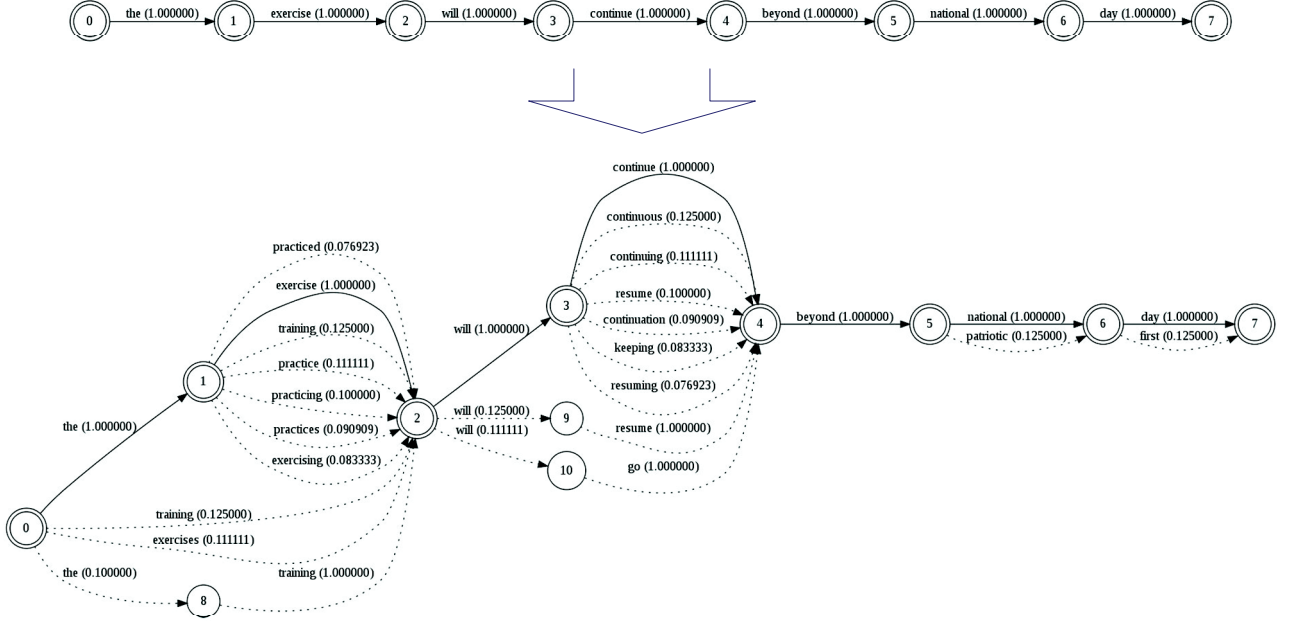 0 the (1.000000) 1 exercise (1.000000) 2 will (1.000000) 3 continue (1.000000) 4 beyond (1.000000) 5 national (1.000000) 6 day (1.000000) 7
continue (1.000000)
continuous (0.125000)
practiced (0.076923)
continuing (0.111111)
exercise (1.000000)
resume (0.100000)
3
continuation (0.090909)
beyond (1.000000)
national (1.000000)
day (1.000000)
4
5
6
7
training (0.125000)
will (1.000000)
patriotic (0.125000)
first (0.125000)
keeping (0.083333)
practice (0.111111)
1
resuming (0.076923)
practicing (0.100000)
will (0.125000)
9
2
the (1.000000)
practices (0.090909)
will (0.111111)
resume (1.000000)
exercising (0.083333)
10
go (1.000000)
training (0.125000)
0
exercises (0.111111)
the (0.100000)
training (1.000000)
8